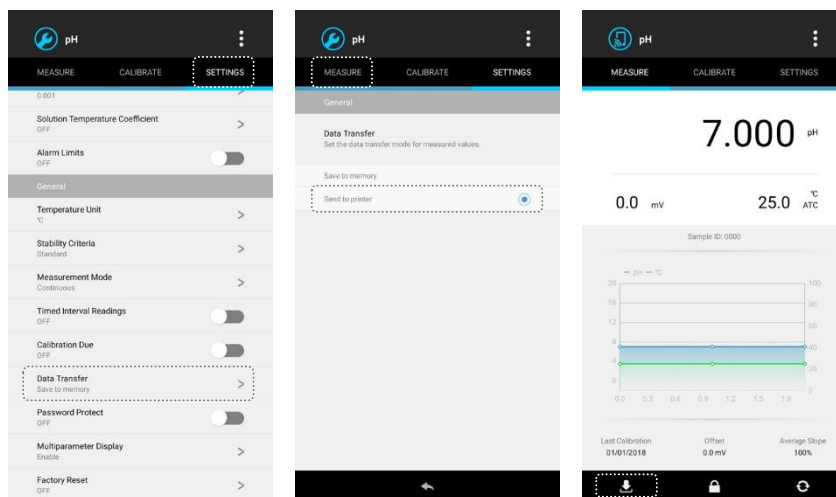 pH
MEASURE CALIBRATE SETTINGS
0.001
Solution Temperature Coefficient
OFF
Alarm Limits
OFF
General
Temperature Unit
°C
Stability Criteria
Standard
Measurement Mode
Continuous
Timed Interval Readings
OFF
Calibration Due
OFF
Data Transfer
Save to memory
Password Protect
OFF
Multiparameter Display
Enable
Factory Reset
OFF
pH
MEASURE CALIBRATE SETTINGS
General
Data Transfer
Set the data transfer mode for measured values.
Save to memory
Send to printer
pH
MEASURE CALIBRATE SETTINGS
7.000 pH
0.0 mV 25.0 °C ATC
Sample ID: 0000
pH °C
20 100
16 80
12 60
8 40
4 20
0 0
0.0 0.3 0.6 0.9 1.2 1.5 1.8
Last Calibration Offset Average Slope
01/01/2018 0.0 mV 100%